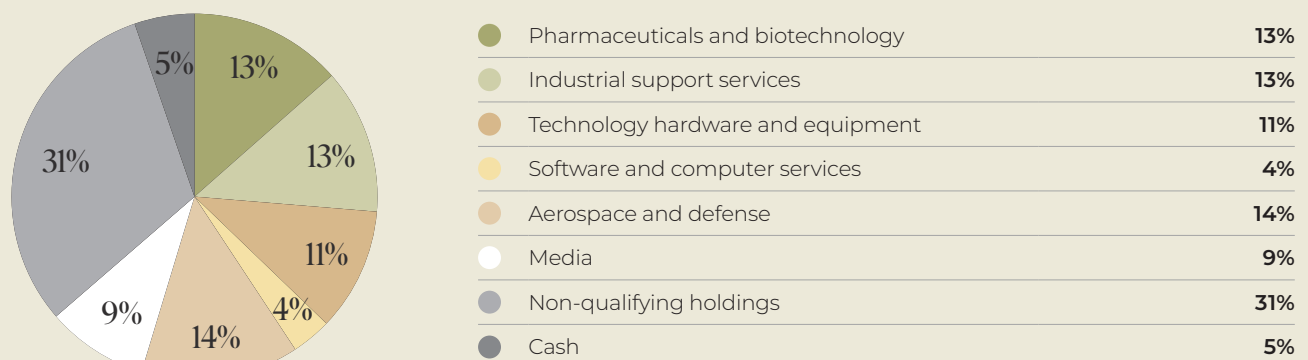 5%
13%
31%
13%
11%
9%
4%
14%
Pharmaceuticals and biotechnology 13%
Industrial support services 13%
Technology hardware and equipment 11%
Software and computer services 4%
Aerospace and defense 14%
Media 9%
Non-qualifying holdings 31%
Cash 5%